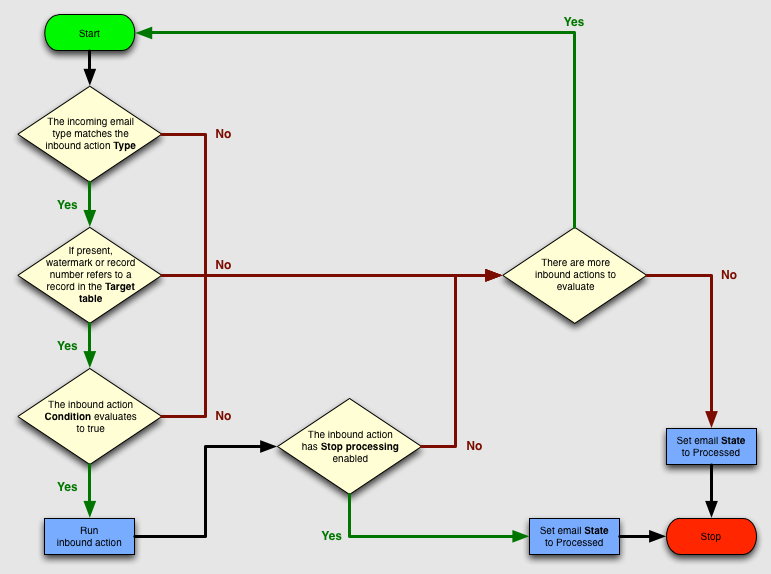 Yes
Start
The incoming email
type matches the
inbound action Type
No
Yes
If present,
watermark or record
number refers to a
record in the Target
table
No
There are more
inbound actions to
evaluate
No
Yes
The inbound action
Condition evaluates
to true
No
The inbound action
has Stop processing
enabled
No
Set email State
to Processed
Yes
Run
inbound action
Yes
Set email State
to Processed
Stop